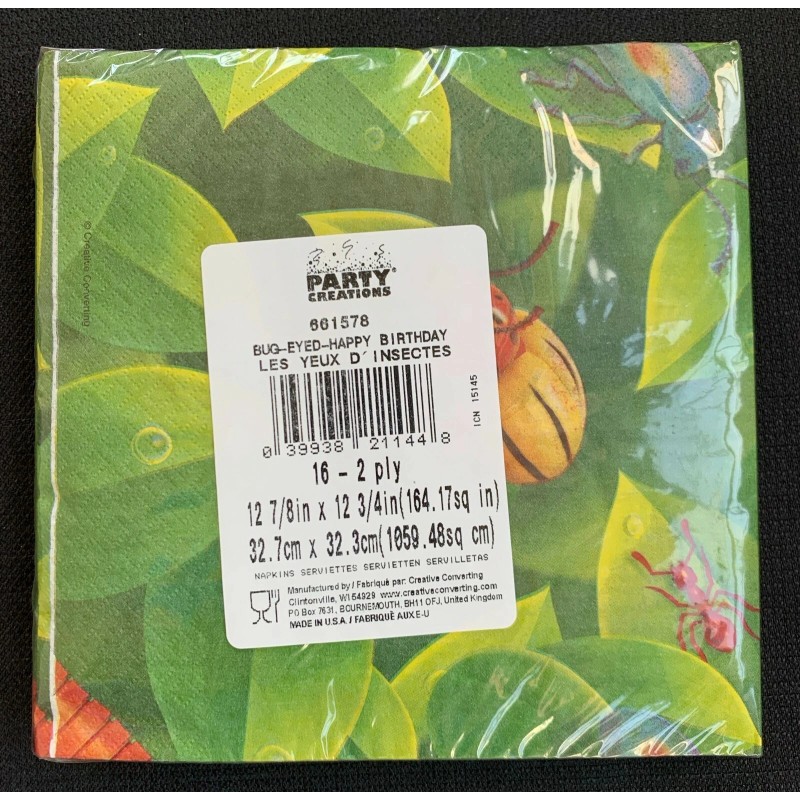 PARTY®
CREATIONS
661578
BUG-EYED-HAPPY BIRTHDAY
LES YEUX D'INSECTES
0 39938 21144 8
ICN 15145
16 - 2 ply
12 7/8in x 12 3/4in(164.17sq in)
32.7cm x 32.3cm(1059.48sq cm)
NAPKINS SERVIETTES SERVIETTEN SERVILLETAS
Manufactured by / Fabriqué par: Creative Converting
Clintonville, WI 54929 www.creativeconverting.com
PO Box 7631, BOURNEMOUTH, BH11 OFJ, United Kingdom
MADE IN U.S.A. / FABRIQUÉ AUX E-U
© Creative Converting